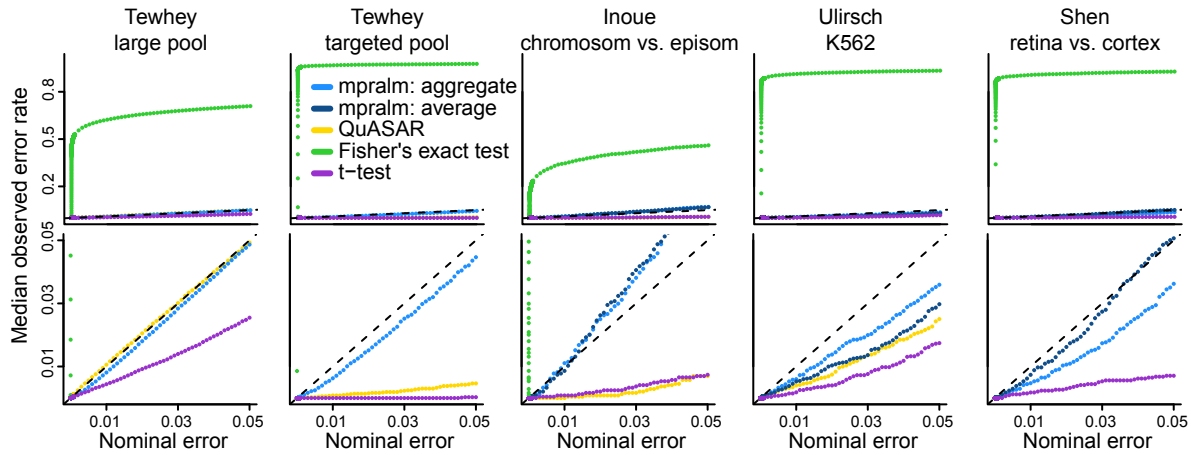 Tewhey
large pool
Tewhey
targeted pool
Inoue
chromosom vs. episom
Ulirsch
K562
Shen
retina vs. cortex
Median observed error rate
0.8
0.5
0.2
mpralm: aggregate
mpralm: average
QuASAR
Fisher's exact test
t−test
0.05
0.03
0.01
0.01 0.03 0.05
0.01 0.03 0.05
0.01 0.03 0.05
0.01 0.03 0.05
0.01 0.03 0.05
Nominal error
Nominal error
Nominal error
Nominal error
Nominal error